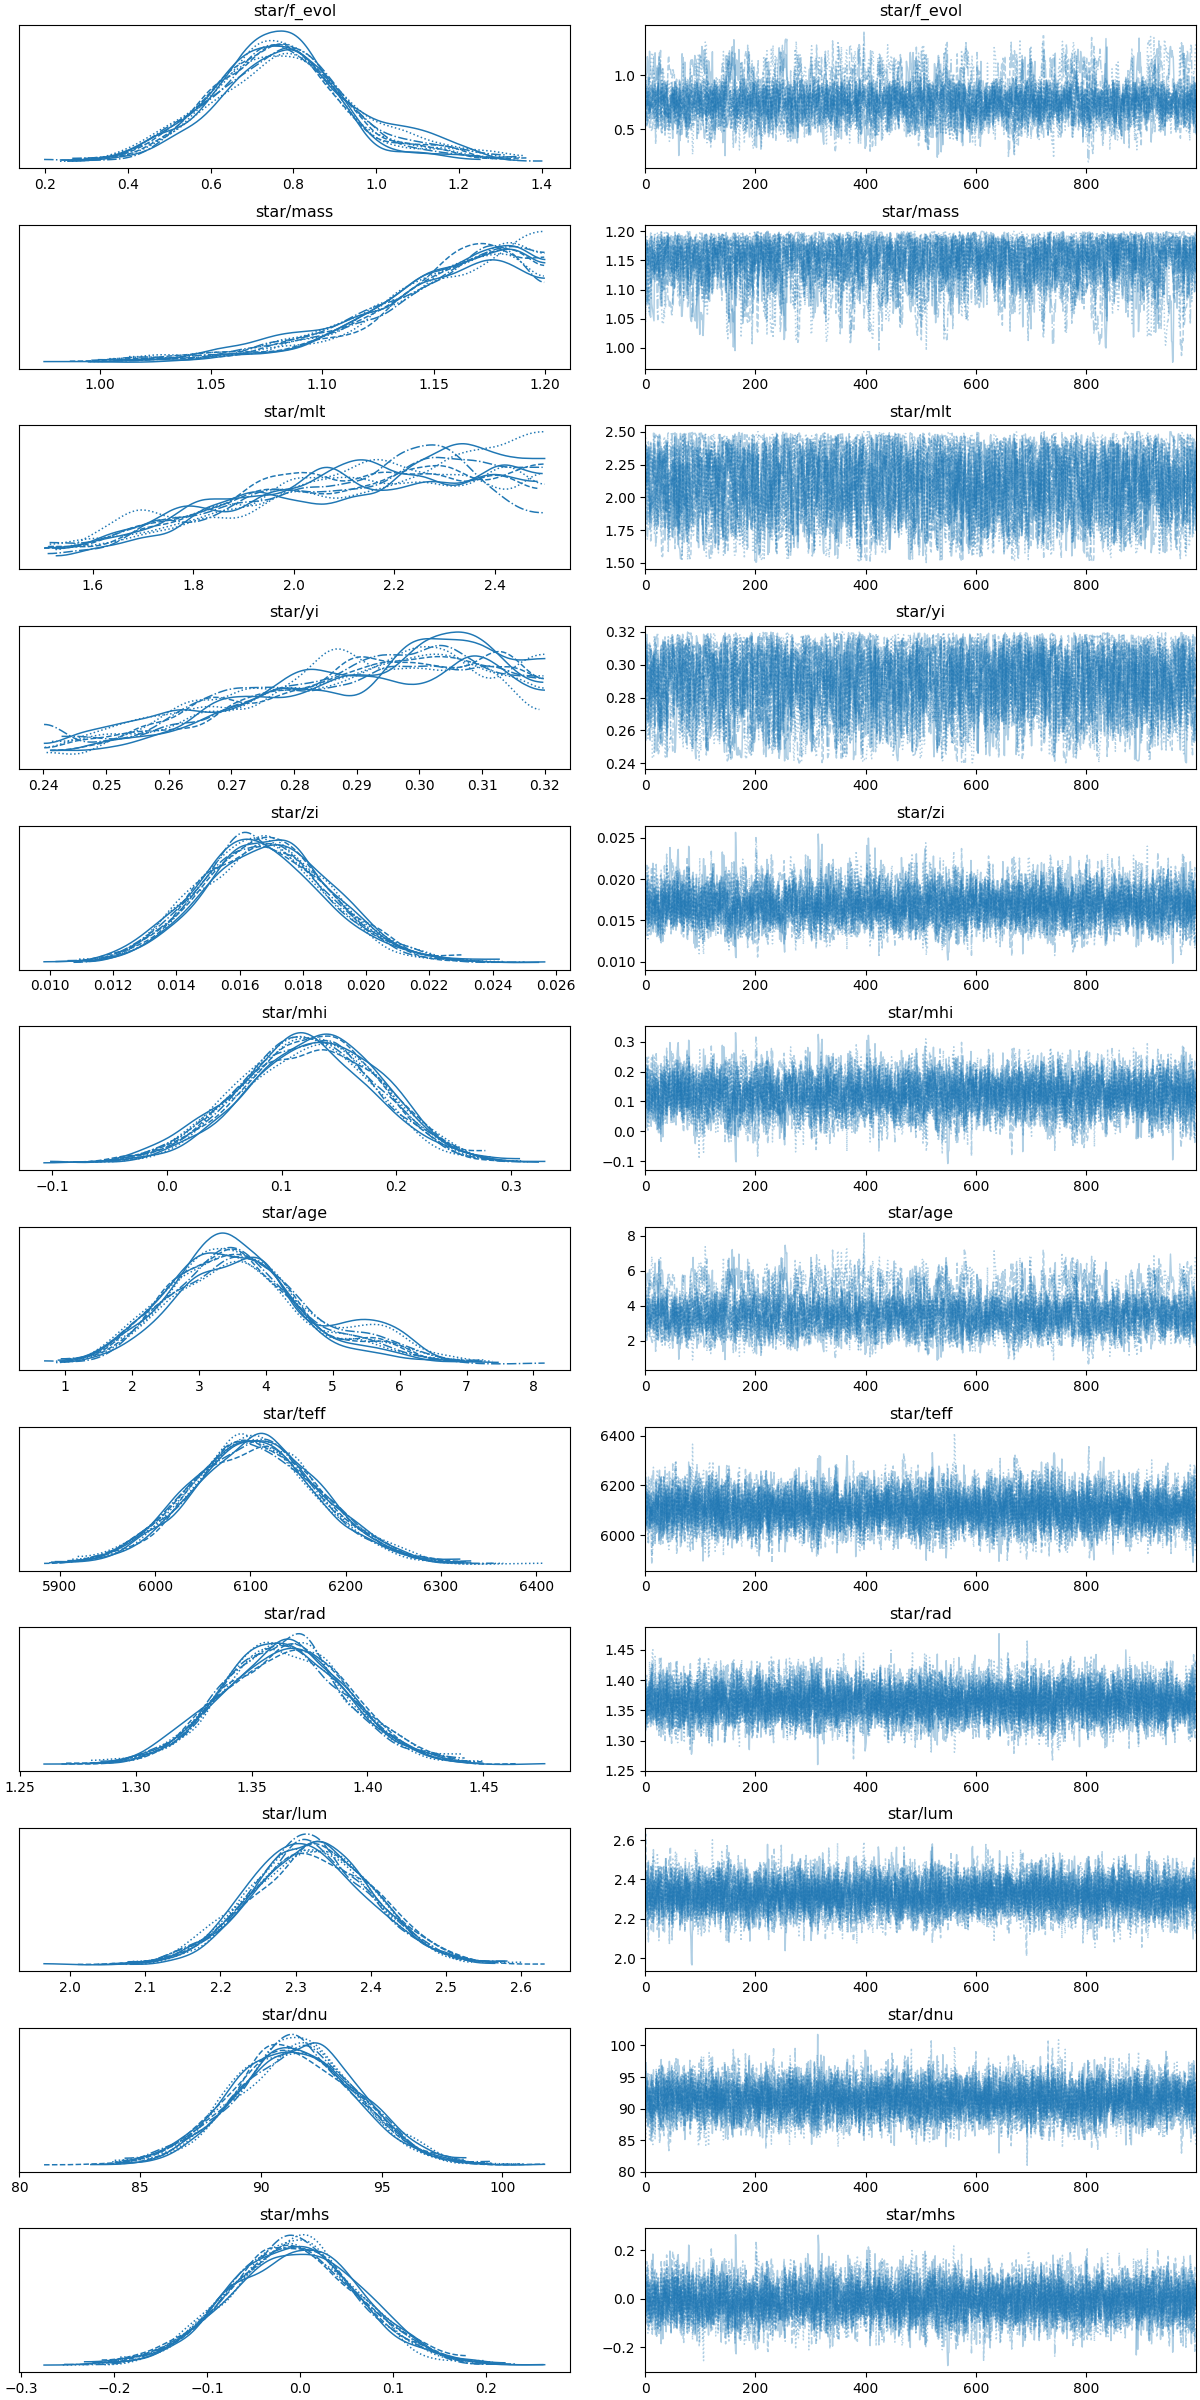 star/f_evol star/f_evol
1.0
0.5
0.2 0.4 0.6 0.8 1.0 1.2 1.4 0 200 400 600 800
star/mass star/mass
1.20
1.15
1.10
1.05
1.00
1.00 1.05 1.10 1.15 1.20 0 200 400 600 800
star/mlt star/mlt
2.50
2.25
2.00
1.75
1.50
1.6 1.8 2.0 2.2 2.4 0 200 400 600 800
star/yi star/yi
0.32
0.30
0.28
0.26
0.24
0.24 0.25 0.26 0.27 0.28 0.29 0.30 0.31 0.32 0 200 400 600 800
star/zi star/zi
0.025
0.020
0.015
0.010
0.010 0.012 0.014 0.016 0.018 0.020 0.022 0.024 0.026 0 200 400 600 800
star/mhi star/mhi
0.3
0.2
0.1
0.0
−0.1
−0.1 0.0 0.1 0.2 0.3 0 200 400 600 800
star/age star/age
8
6
4
2
1 2 3 4 5 6 7 8 0 200 400 600 800
star/teff star/teff
6400
6200
6000
5900 6000 6100 6200 6300 6400 0 200 400 600 800
star/rad star/rad
1.45
1.40
1.35
1.30
1.25
1.25 1.30 1.35 1.40 1.45 0 200 400 600 800
star/lum star/lum
2.6
2.4
2.2
2.0
2.0 2.1 2.2 2.3 2.4 2.5 2.6 0 200 400 600 800
star/dnu star/dnu
100
95
90
85
80
80 85 90 95 100 0 200 400 600 800
star/mhs star/mhs
0.2
0.0
−0.2
−0.3 −0.2 −0.1 0.0 0.1 0.2 0 200 400 600 800